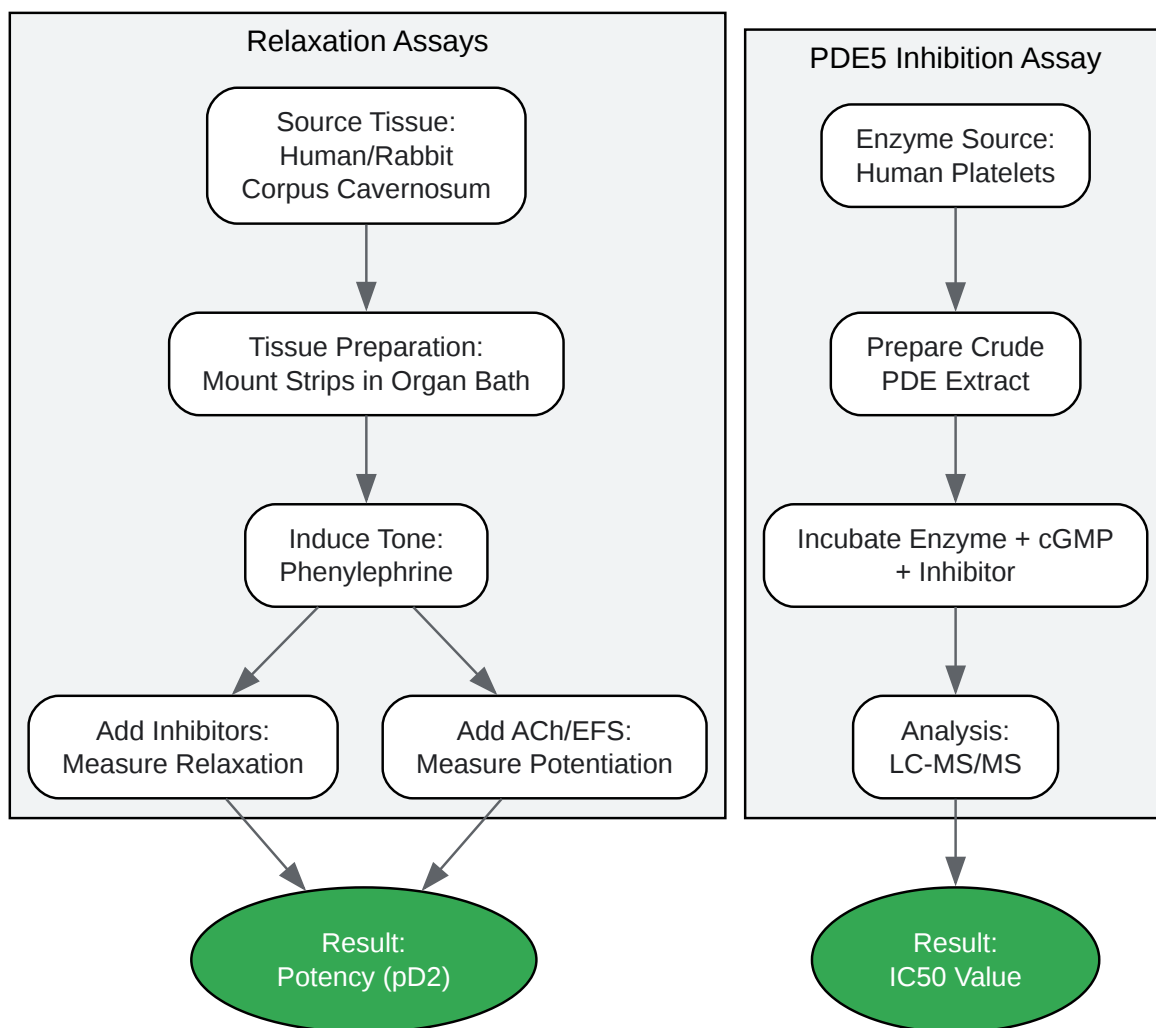 Relaxation Assays
Source Tissue:
Human/Rabbit
Corpus Cavernosum
Tissue Preparation:
Mount Strips in Organ Bath
Induce Tone:
Phenylephrine
Add Inhibitors:
Measure Relaxation
Add ACh/EFS:
Measure Potentiation
Result:
Potency (pD2)
PDE5 Inhibition Assay
Enzyme Source:
Human Platelets
Prepare Crude
PDE Extract
Incubate Enzyme + cGMP
+ Inhibitor
Analysis:
LC-MS/MS
Result:
IC50 Value